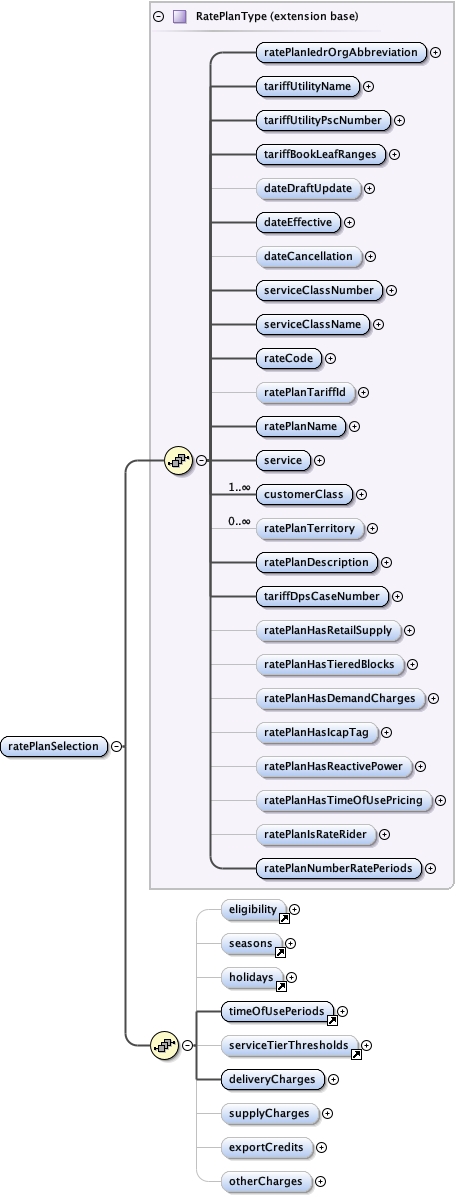 RatePlanType (extension base)
ratePlanIedrOrgAbbreviation
tariffUtilityName
tariffUtilityPscNumber
tariffBookLeafRanges
dateDraftUpdate
dateEffective
dateCancellation
serviceClassNumber
serviceClassName
rateCode
ratePlanTariffId
ratePlanName
service
1..∞ customerClass
0..∞ ratePlanTerritory
ratePlanDescription
tariffDpsCaseNumber
ratePlanHasRetailSupply
ratePlanHasTieredBlocks
ratePlanHasDemandCharges
ratePlanHasIcapTag
ratePlanHasReactivePower
ratePlanHasTimeOfUsePricing
ratePlanIsRateRider
ratePlanNumberRatePeriods
ratePlanSelection
eligibility
seasons
holidays
timeOfUsePeriods
serviceTierThresholds
deliveryCharges
supplyCharges
exportCredits
otherCharges